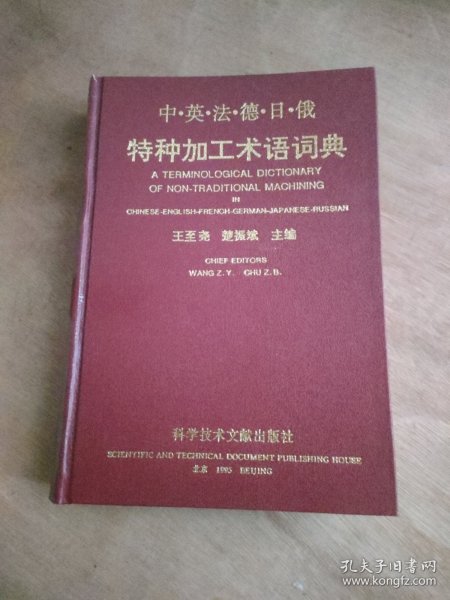 中·英·法·德·日·俄
特种加工术语词典
A TERMINOLOGICAL DICTIONARY
OF NON-TRADITIONAL MACHINING
IN
CHINESE-ENGLISH-FRENCH-GERMAN-JAPANESE-RUSSIAN
王至尧 楚振斌 主编
CHIEF EDITORS
WANG Z. Y. CHU Z. B.
科学技术文献出版社
SCIENTIFIC AND TECHNICAL DOCUMENT PUBLISHING HOUSE
北京 1995 BEIJING
孔夫子旧书网
www.kongfz.com